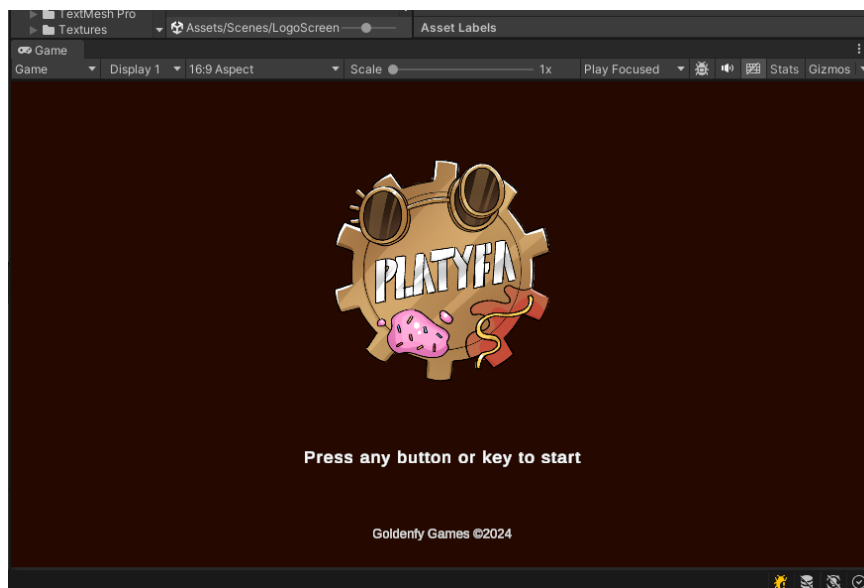 TextMesh Pro
Textures
Assets/Scenes/LogoScreen
Asset Labels
Game
Game Display 1 16:9 Aspect Scale 1x Play Focused Stats Gizmos
PLATYFA
Press any button or key to start
Goldenfy Games ©2024